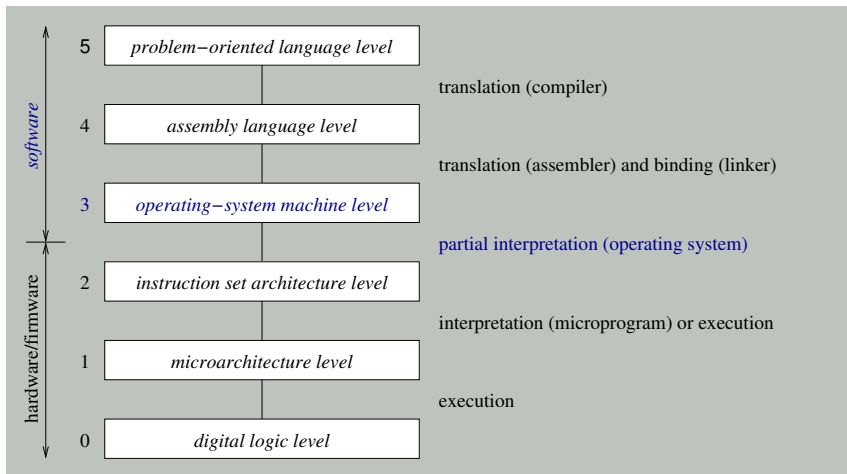 5 problem−oriented language level
translation (compiler)
4 assembly language level
translation (assembler) and binding (linker)
software
3 operating−system machine level
partial interpretation (operating system)
2 instruction set architecture level
interpretation (microprogram) or execution
hardware/firmware
1 microarchitecture level
execution
0 digital logic level